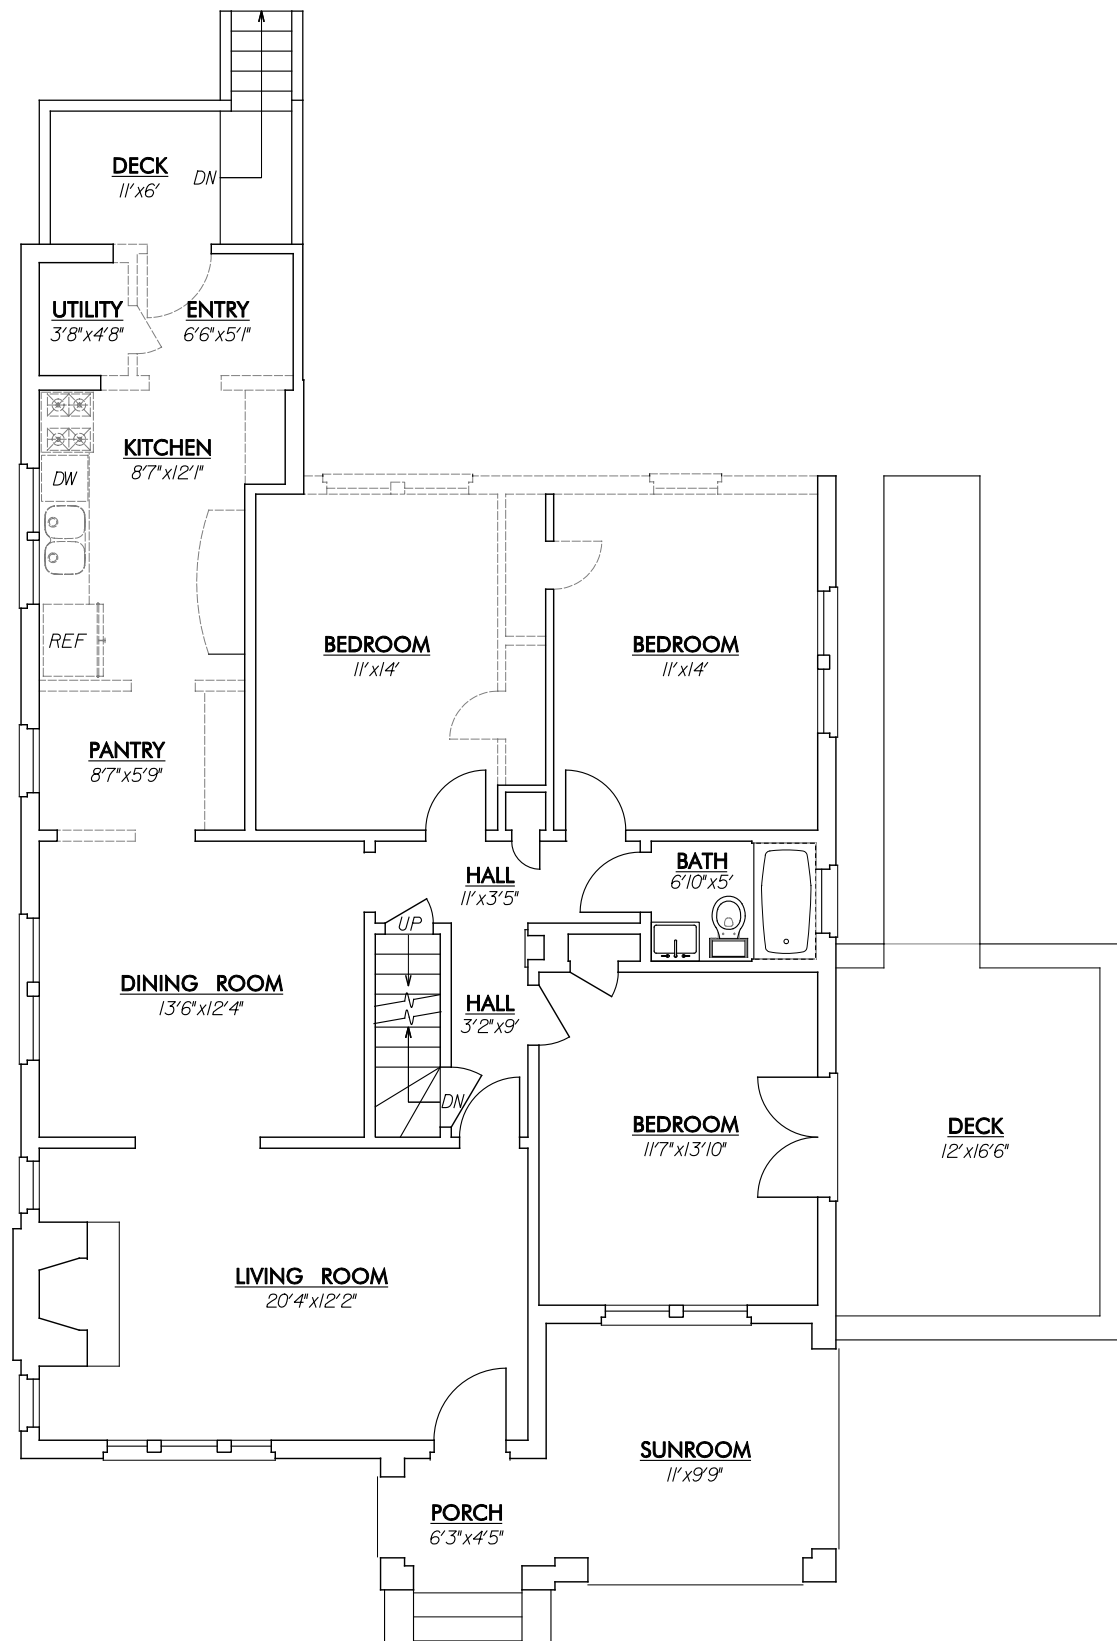 DECK
11'x6'
DN
UTILITY
3'8"x4'8"
ENTRY
6'6"x5'1"
KITCHEN
8'7"x12'1"
DW
REF
BEDROOM
11'x14'
BEDROOM
11'x14'
PANTRY
8'7"x5'9"
HALL
11'x3'5"
BATH
6'10"x5'
UP
DINING ROOM
13'6"x12'4"
HALL
3'2"x9'
DN
BEDROOM
11'7"x13'10"
DECK
12'x16'6"
LIVING ROOM
20'4"x12'2"
SUNROOM
11'x9'9"
PORCH
6'3"x4'5"